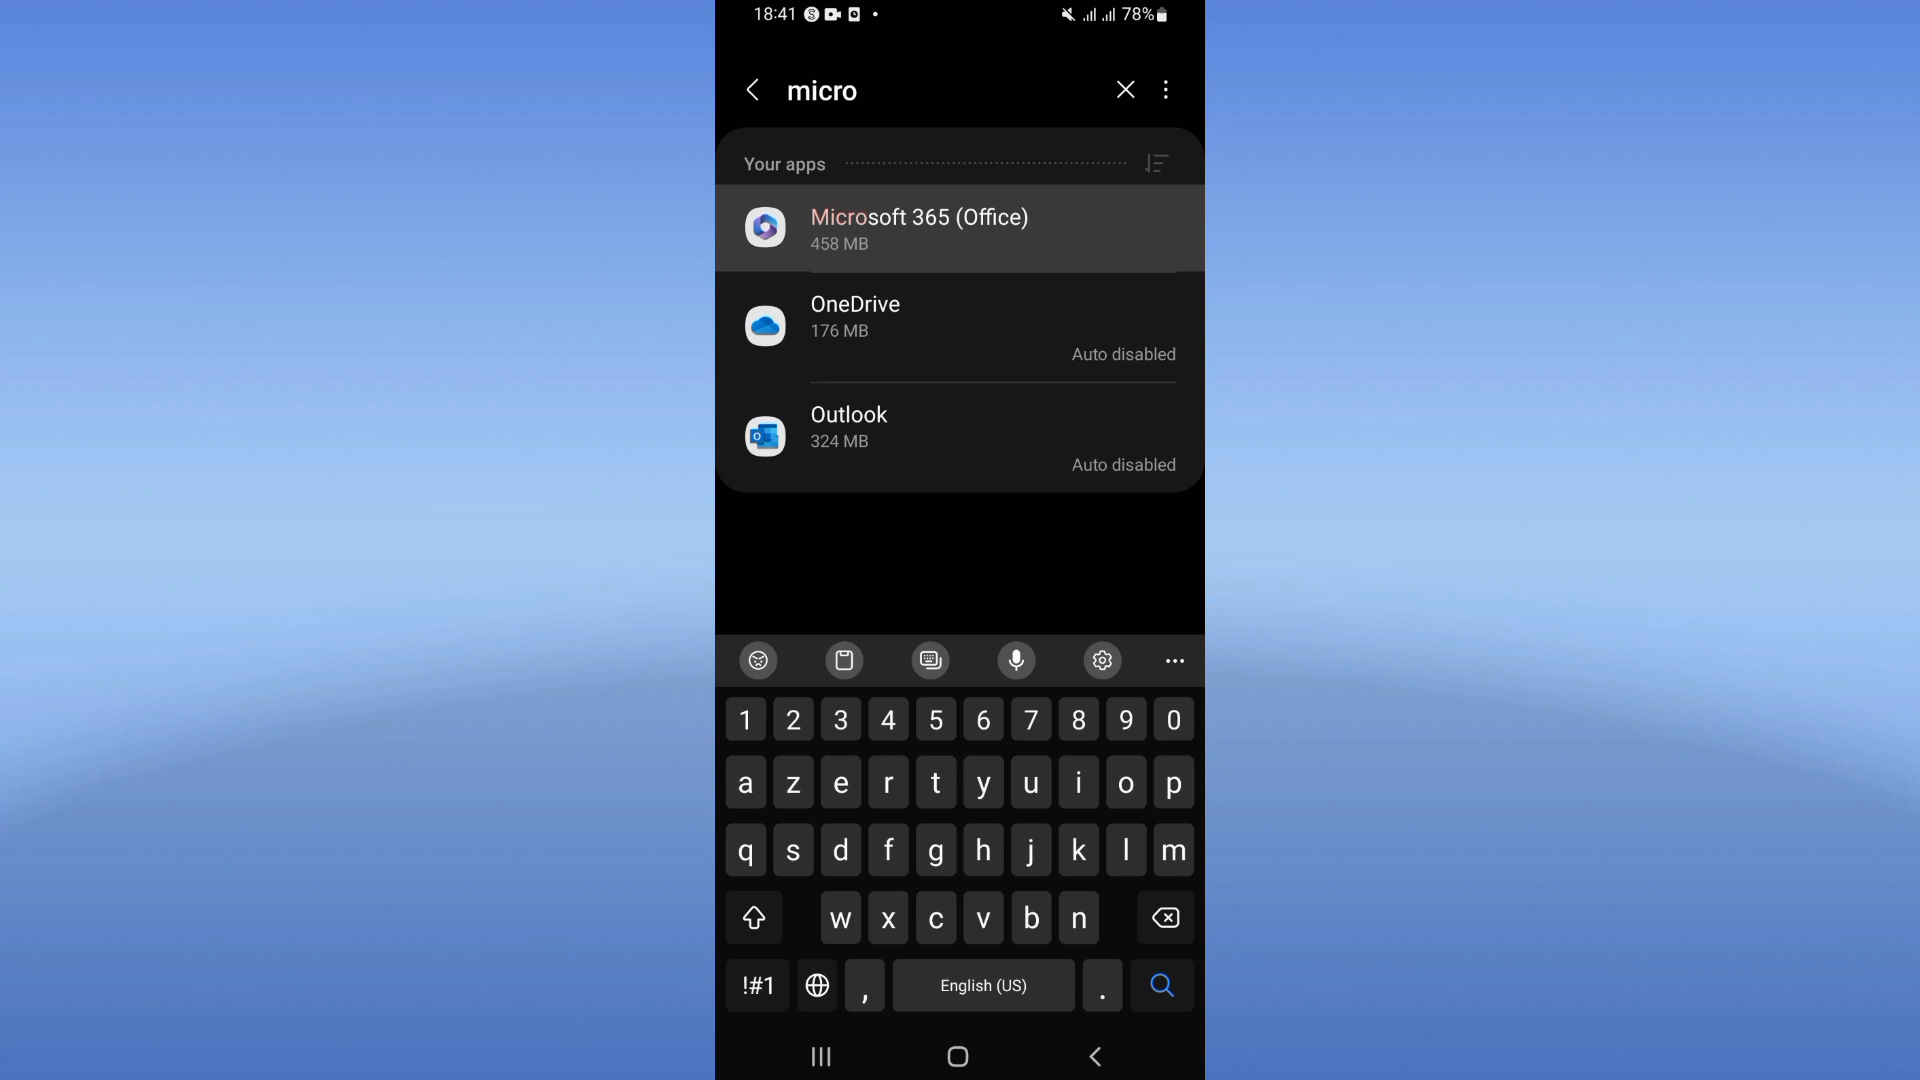 18:41 78%
micro
Your apps
Microsoft 365 (Office)
458 MB
OneDrive
176 MB
Auto disabled
Outlook
324 MB
Auto disabled
1 2 3 4 5 6 7 8 9 0
a z e r t y u i o p
q s d f g h j k l m
w x c v b n
!#1 , English (US) .